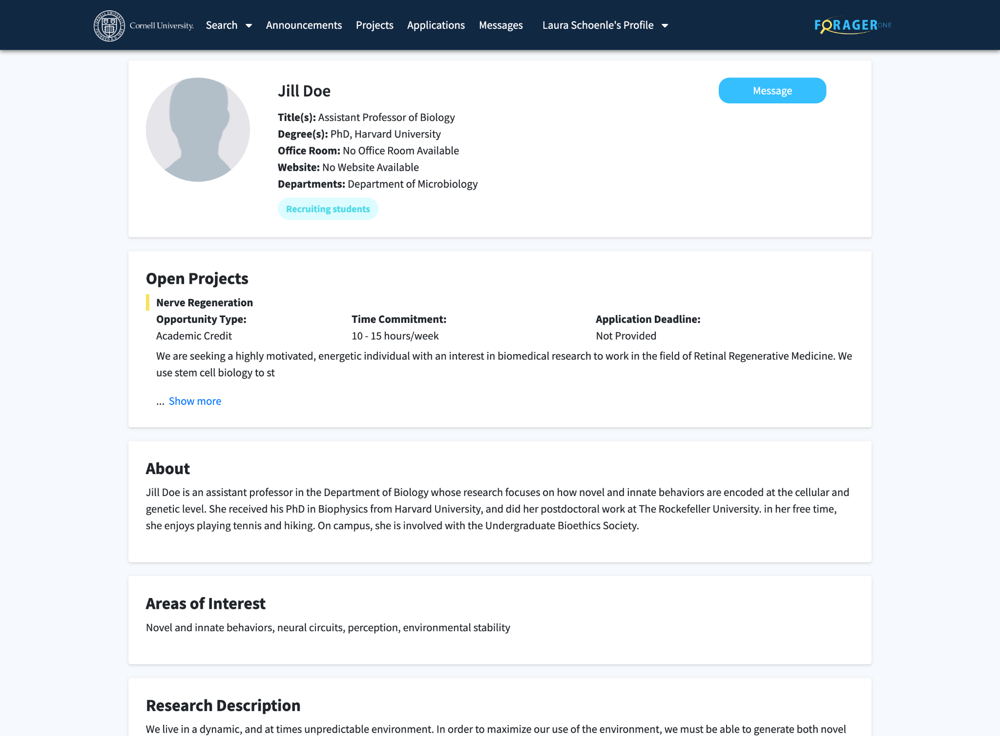 Cornell University. Search Announcements Projects Applications Messages Laura Schoenle's Profile FORAGERONE
Jill Doe
Message
Title(s): Assistant Professor of Biology
Degree(s): PhD, Harvard University
Office Room: No Office Room Available
Website: No Website Available
Departments: Department of Microbiology
Recruiting students
Open Projects
Nerve Regeneration
Opportunity Type: Time Commitment: Application Deadline:
Academic Credit 10 - 15 hours/week Not Provided
We are seeking a highly motivated, energetic individual with an interest in biomedical research to work in the field of Retinal Regenerative Medicine. We
use stem cell biology to st
... Show more
About
Jill Doe is an assistant professor in the Department of Biology whose research focuses on how novel and innate behaviors are encoded at the cellular and
genetic level. She received his PhD in Biophysics from Harvard University, and did her postdoctoral work at The Rockefeller University. in her free time,
she enjoys playing tennis and hiking. On campus, she is involved with the Undergraduate Bioethics Society.
Areas of Interest
Novel and innate behaviors, neural circuits, perception, environmental stability
Research Description
We live in a dynamic, and at times unpredictable environment. In order to maximize our use of the environment, we must be able to generate both novel